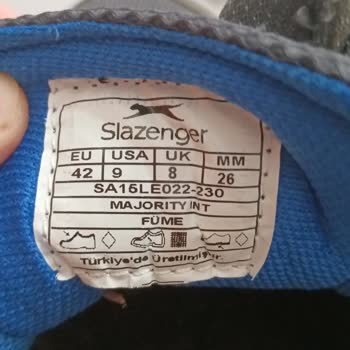 Slazenger
EU USA UK MM
42 9 8 26
SA15LE022-230
MAJORITY INT
FÜME
Türkiye'de Üretilmiştir.